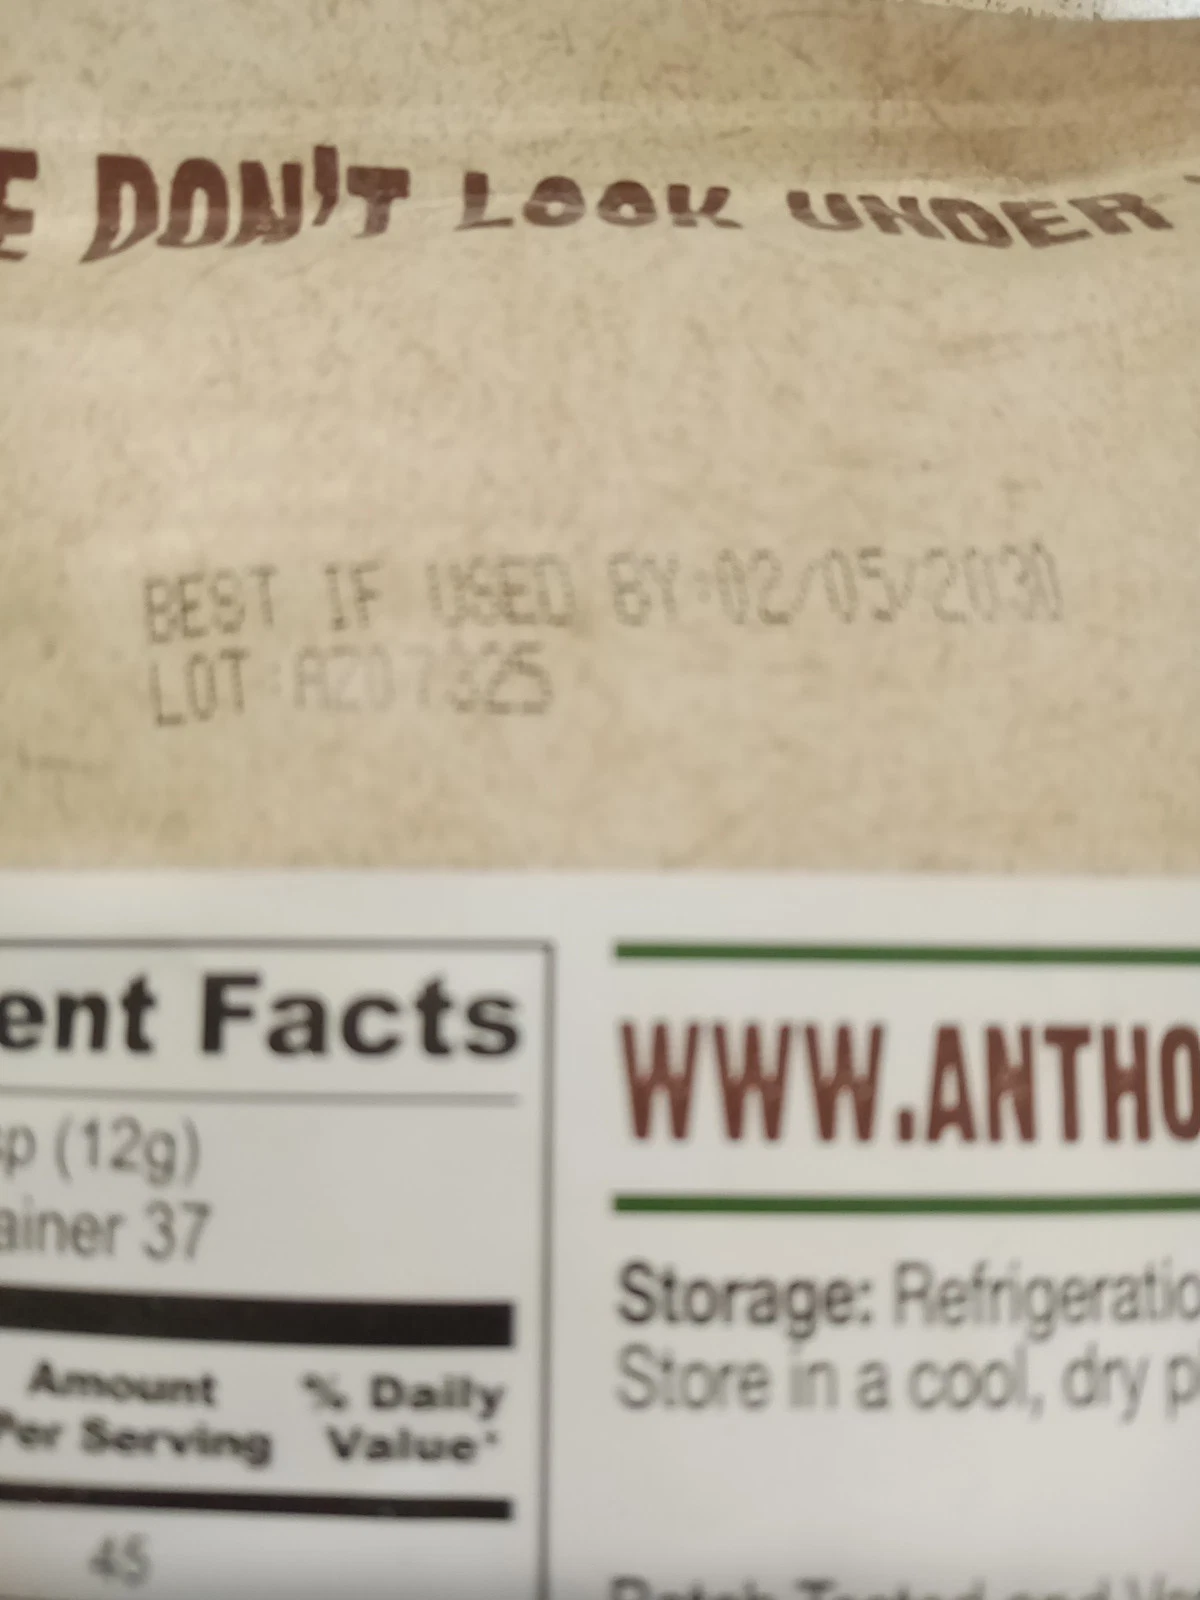 DON'T LOOK UNDER
BEST IF USED BY:02/05/2030
LOT:
ent Facts
sp (12g)
ainer 37
Amount % Daily
Per Serving Value*
45
WWW.ANTHO
Storage: Refrigeratio
Store in a cool, dry p